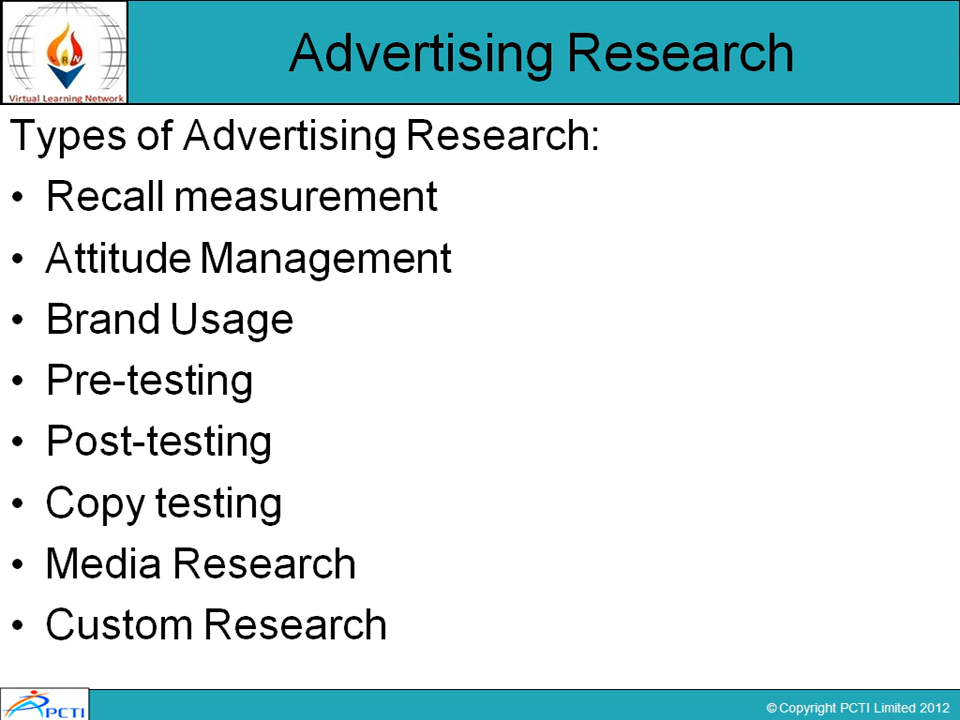 Advertising Research
RN
Virtual Learning Network
Types of Advertising Research:
• Recall measurement
• Attitude Management
• Brand Usage
• Pre-testing
• Post-testing
• Copy testing
• Media Research
• Custom Research
PCTI
© Copyright PCTI Limited 2012